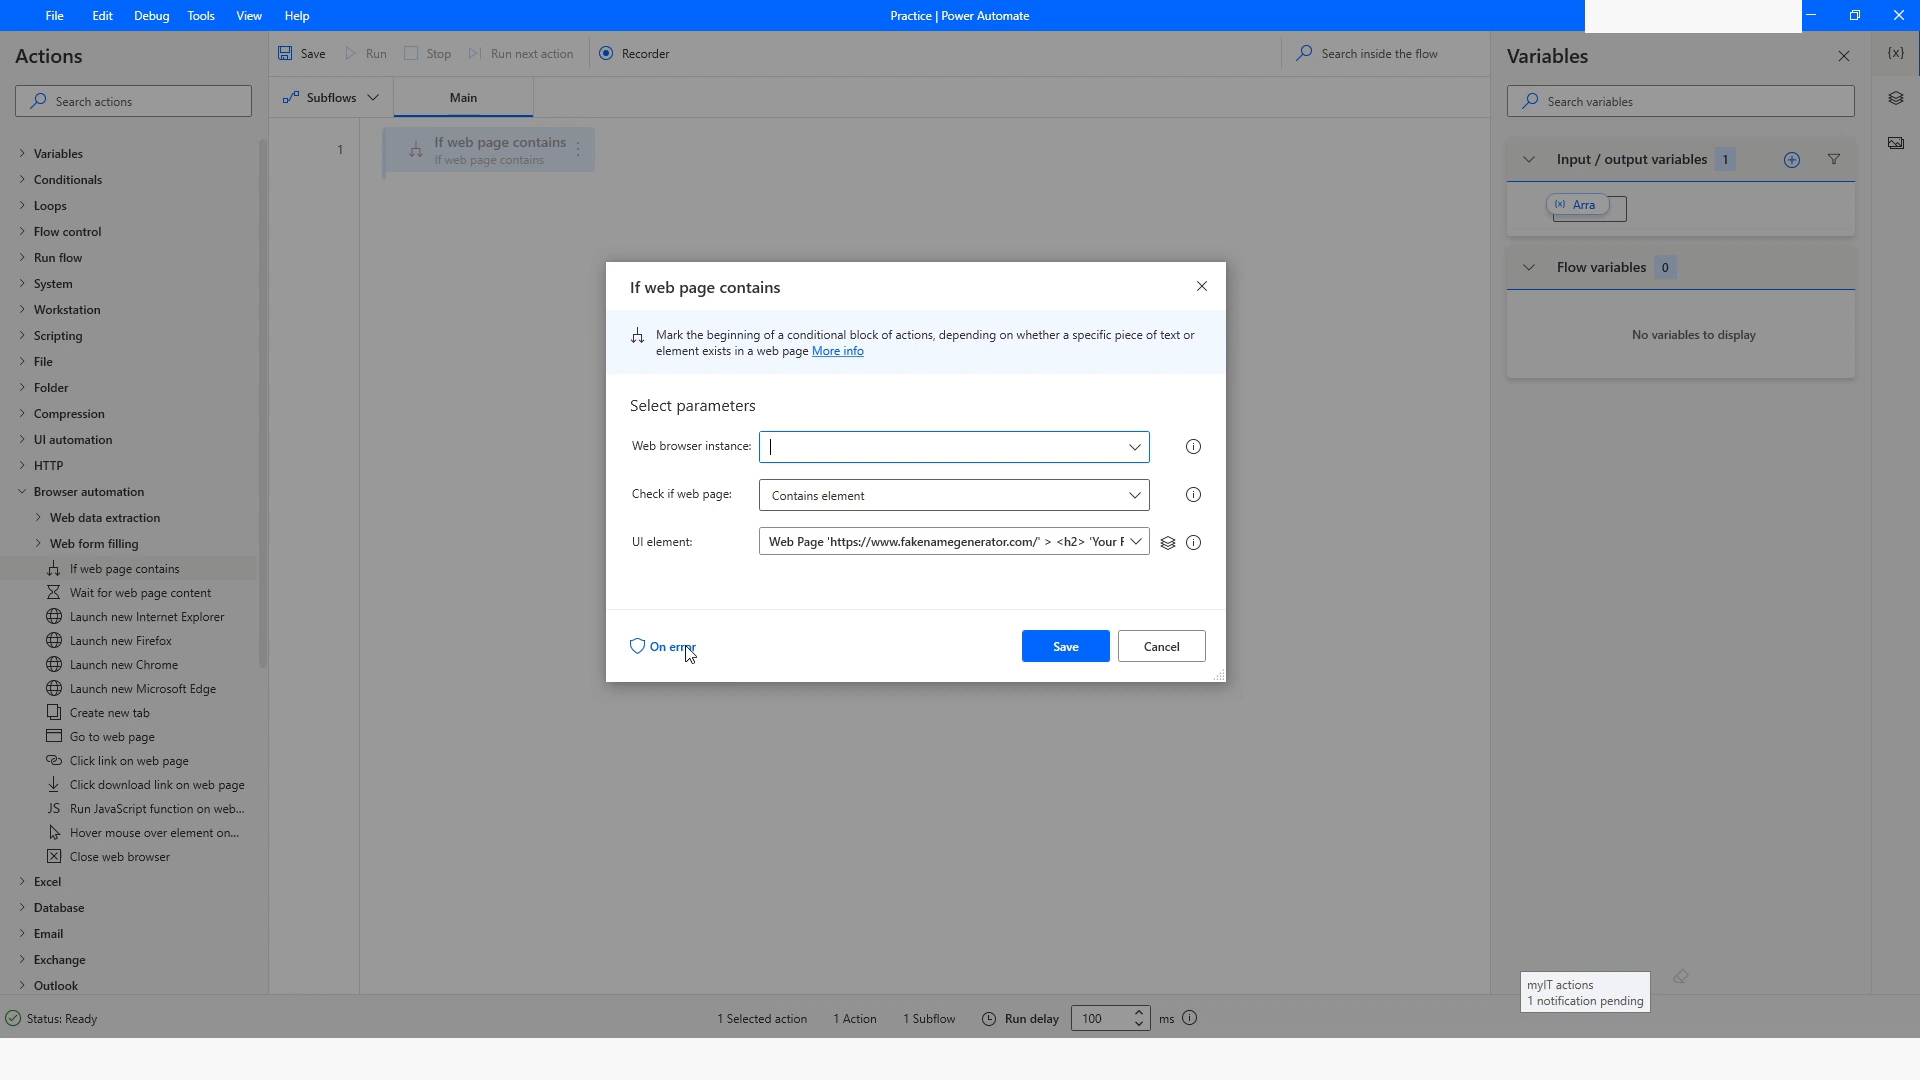 File Edit Debug Tools View Help
Practice | Power Automate
Actions
Save Run Stop Run next action Recorder
Search inside the flow
Variables
{x}
Search actions
Subflows Main
Search variables
1
If web page contains
If web page contains
Input / output variables 1
(x) Arra
Flow variables 0
No variables to display
Variables
Conditionals
Loops
Flow control
Run flow
System
Workstation
Scripting
File
Folder
Compression
UI automation
HTTP
Browser automation
Web data extraction
Web form filling
If web page contains
Wait for web page content
Launch new Internet Explorer
Launch new Firefox
Launch new Chrome
Launch new Microsoft Edge
Create new tab
Go to web page
Click link on web page
Click download link on web page
JS Run JavaScript function on web...
Hover mouse over element on...
Close web browser
Excel
Database
Email
Exchange
Outlook
If web page contains
Mark the beginning of a conditional block of actions, depending on whether a specific piece of text or
element exists in a web page More info
Select parameters
Web browser instance:
Check if web page: Contains element
UI element: Web Page 'https://www.fakenamegenerator.com/' > <h2> 'Your F
On error
Save Cancel
myIT actions
1 notification pending
Status: Ready
1 Selected action 1 Action 1 Subflow Run delay 100 ms